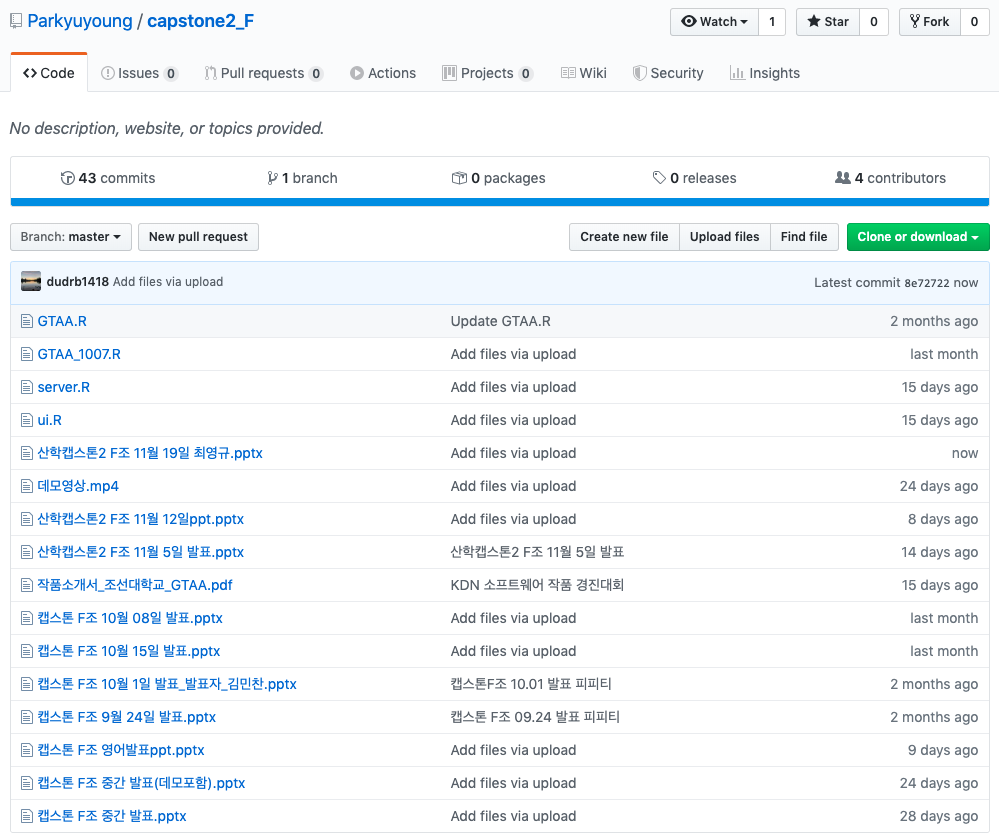 Parkyuyoung / capstone2_F
Watch 1 Star 0 Fork 0
Code Issues 0 Pull requests 0 Actions Projects 0 Wiki Security Insights
No description, website, or topics provided.
43 commits 1 branch 0 packages 0 releases 4 contributors
Branch: master New pull request Create new file Upload files Find file Clone or download
dudrb1418 Add files via upload Latest commit 8e72722 now
GTAA.R Update GTAA.R 2 months ago
GTAA_1007.R Add files via upload last month
server.R Add files via upload 15 days ago
ui.R Add files via upload 15 days ago
산학캡스톤2 F조 11월 19일 최영규.pptx Add files via upload now
데모영상.mp4 Add files via upload 24 days ago
산학캡스톤2 F조 11월 12일ppt.pptx Add files via upload 8 days ago
산학캡스톤2 F조 11월 5일 발표.pptx 산학캡스톤2 F조 11월 5일 발표 14 days ago
작품소개서_조선대학교_GTAA.pdf KDN 소프트웨어 작품 경진대회 15 days ago
캡스톤 F조 10월 08일 발표.pptx Add files via upload last month
캡스톤 F조 10월 15일 발표.pptx Add files via upload last month
캡스톤 F조 10월 1일 발표_발표자_김민찬.pptx 캡스톤F조 10.01 발표 피피티 2 months ago
캡스톤 F조 9월 24일 발표.pptx 캡스톤 F조 09.24 발표 피피티 2 months ago
캡스톤 F조 영어발표ppt.pptx Add files via upload 9 days ago
캡스톤 F조 중간 발표(데모포함).pptx Add files via upload 24 days ago
캡스톤 F조 중간 발표.pptx Add files via upload 28 days ago